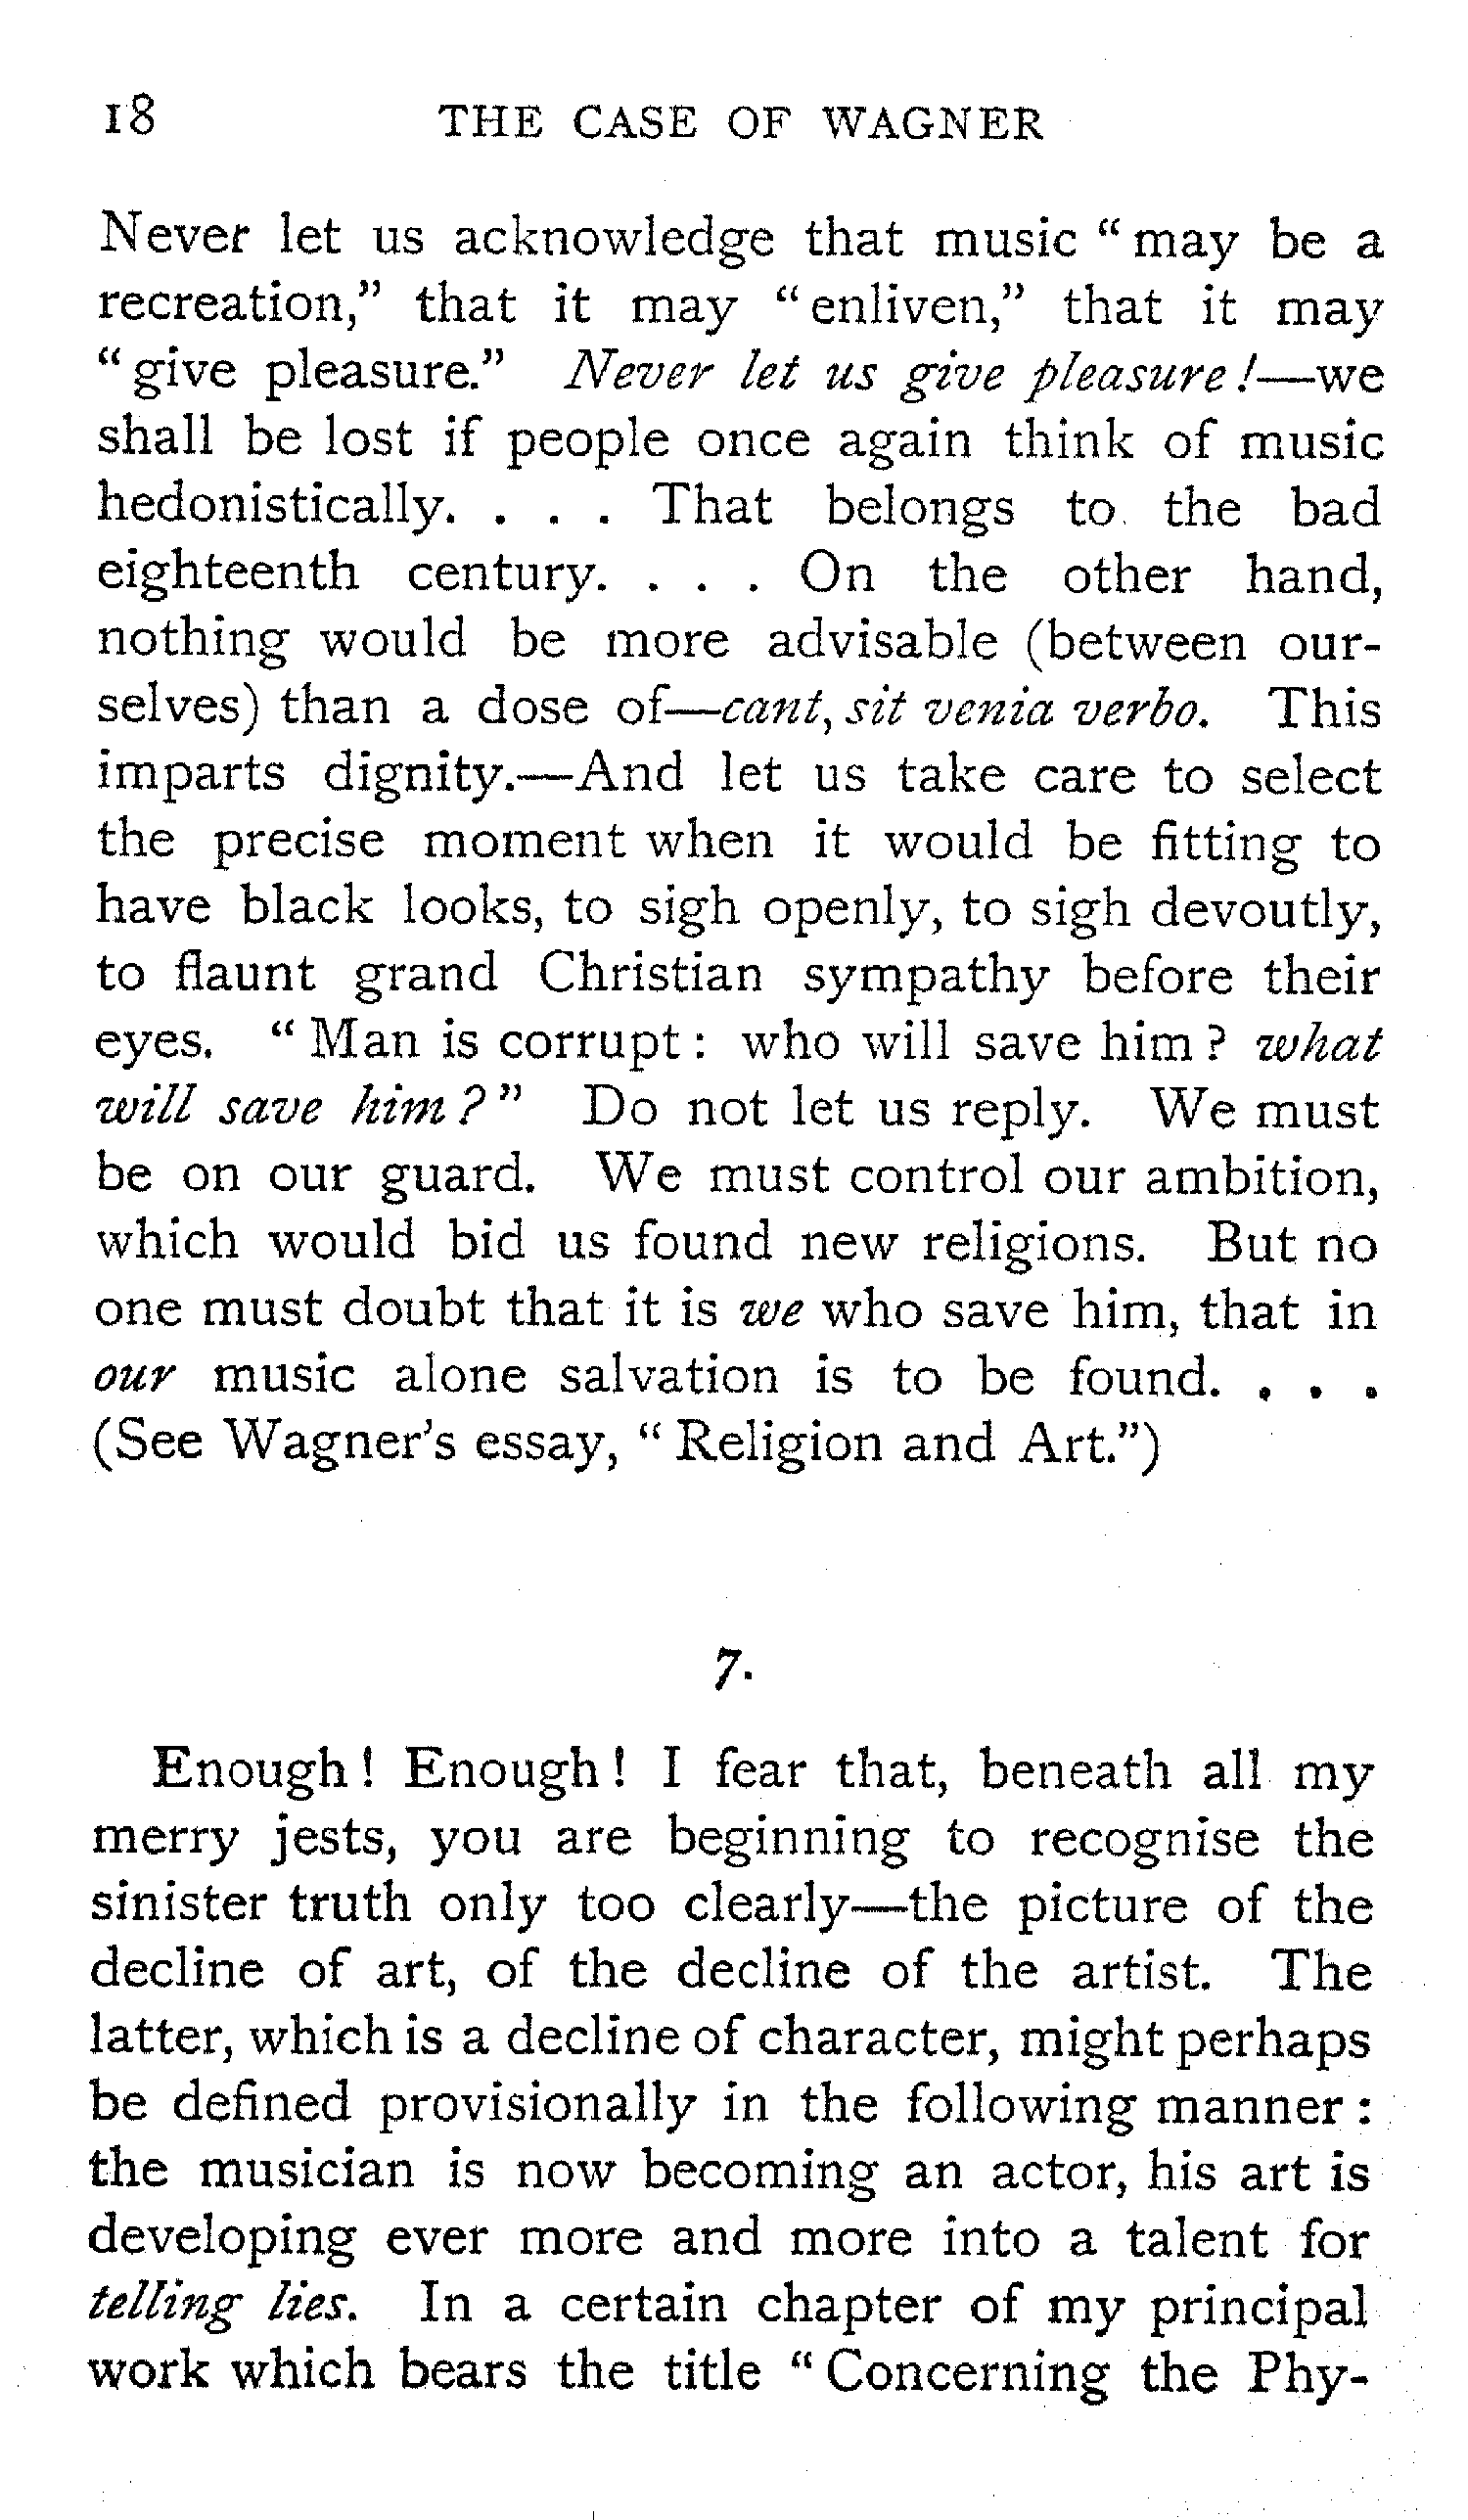 18 THE CASE OF WAGNER
Never let us acknowledge that music “ may be a
recreation,” that it may “ enliven,” that it may
“ give pleasure.” Never let us give pleasure !—we
shall be lost if people once again think of music
hedonistically. . . . That belongs to the bad
eighteenth century. . . . On the other hand,
nothing would be more advisable (between our-
selves) than a dose of—cant, sit venia verbo. This
imparts dignity.—And let us take care to select
the precise moment when it would be fitting to
have black looks, to sigh openly, to sigh devoutly,
to flaunt grand Christian sympathy before their
eyes. “ Man is corrupt : who will save him ? what
will save him ? ” Do not let us reply. We must
be on our guard. We must control our ambition,
which would bid us found new religions. But no
one must doubt that it is we who save him, that in
our music alone salvation is to be found. . . .
(See Wagner’s essay, “ Religion and Art.”)
7.
Enough ! Enough ! I fear that, beneath all my
merry jests, you are beginning to recognise the
sinister truth only too clearly—the picture of the
decline of art, of the decline of the artist. The
latter, which is a decline of character, might perhaps
be defined provisionally in the following manner :
the musician is now becoming an actor, his art is
developing ever more and more into a talent for
telling lies. In a certain chapter of my principal
work which bears the title “ Concerning the Phy-